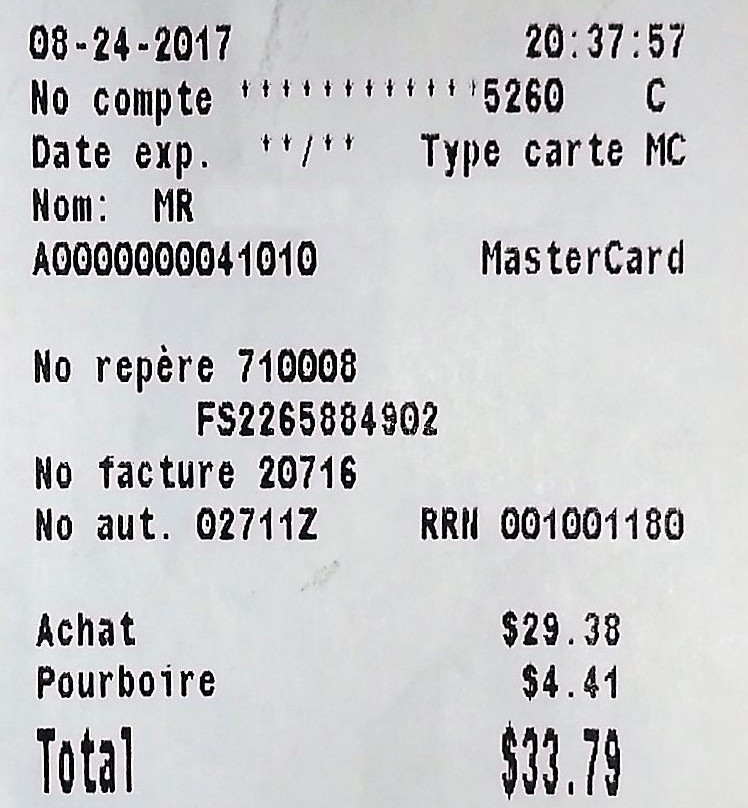 08-24-2017 20:37:57
No compte ************5260 C
Date exp. **/** Type carte MC
Nom: MR
A0000000041010 MasterCard
No repère 710008
FS2265884902
No facture 20716
No aut. 02711Z RRN 001001180
Achat $29.38
Pourboire $4.41
Total $33.79